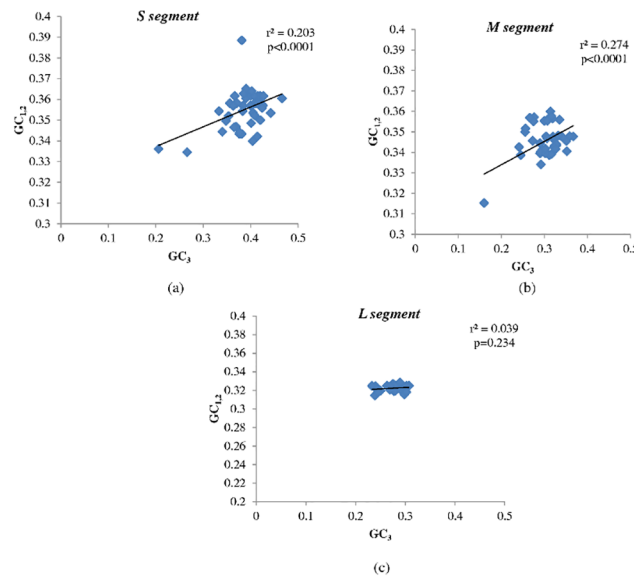 S segment
r² = 0.203
p<0.0001
0.4
0.39
0.38
0.37
0.36
0.35
0.34
0.33
0.32
0.31
0.3
GC1,2
0 0.1 0.2 0.3 0.4 0.5
GC3
(a)
M segment
r² = 0.274
p<0.0001
0.4
0.39
0.38
0.37
0.36
0.35
0.34
0.33
0.32
0.31
0.3
GC1,2
0 0.1 0.2 0.3 0.4
GC3
(b)
L segment
r² = 0.039
p=0.234
0.4
0.38
0.36
0.34
0.32
0.3
0.28
0.26
0.24
0.22
0.2
GC1,2
0 0.1 0.2 0.3 0.4 0.5
GC3
(c)